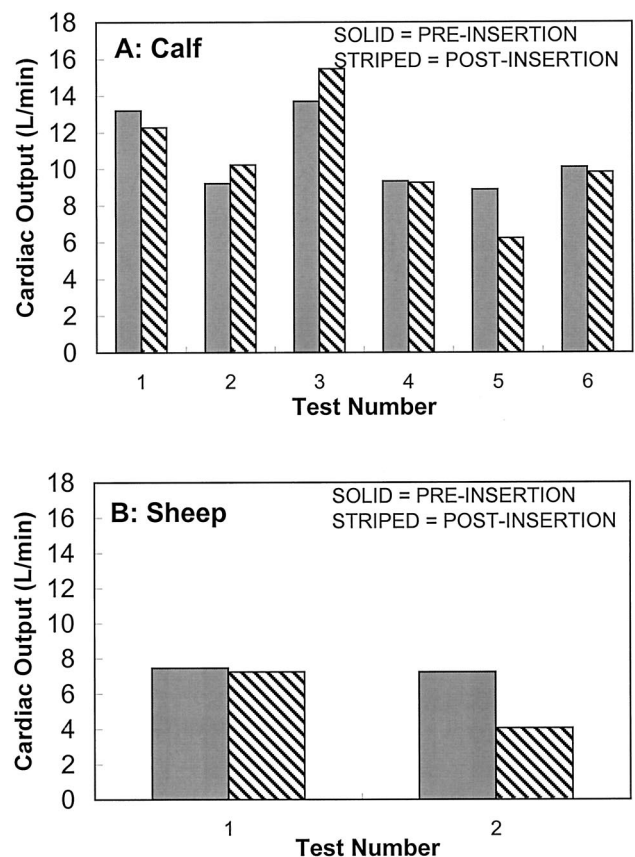 18
16
14
12
10
8
6
4
2
0
Cardiac Output (L/min)
A: Calf
SOLID = PRE-INSERTION
STRIPED = POST-INSERTION
1 2 3 4 5 6
Test Number
18
16
14
12
10
8
6
4
2
0
Cardiac Output (L/min)
B: Sheep
SOLID = PRE-INSERTION
STRIPED = POST-INSERTION
1 2
Test Number